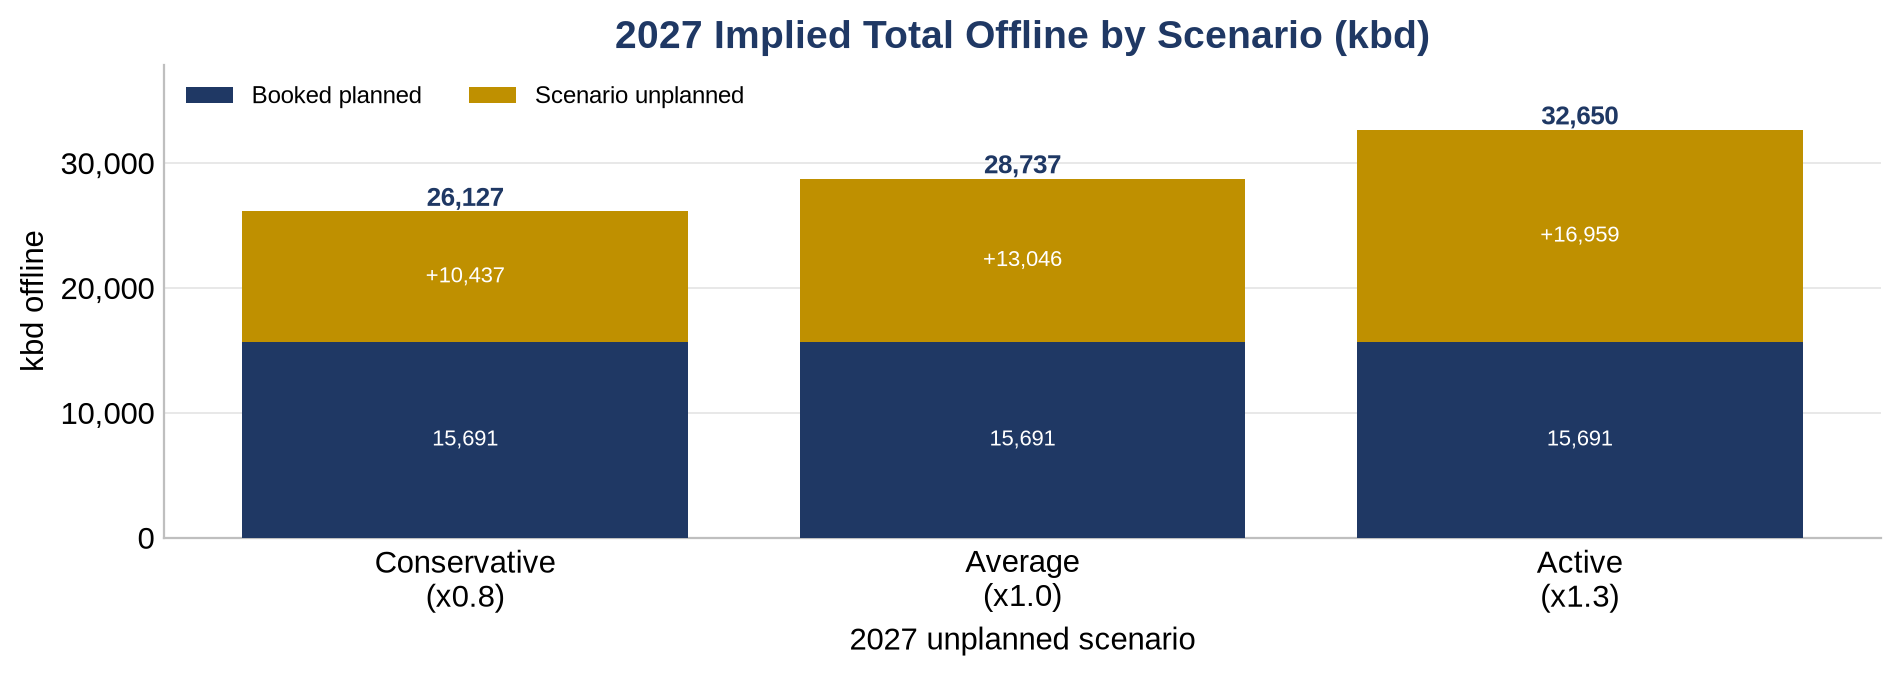 2027 Implied Total Offline by Scenario (kbd)
Booked planned
Scenario unplanned
kbd offline
30,000
20,000
10,000
0
26,127
+10,437
15,691
28,737
+13,046
15,691
32,650
+16,959
15,691
Conservative
(x0.8)
Average
(x1.0)
Active
(x1.3)
2027 unplanned scenario